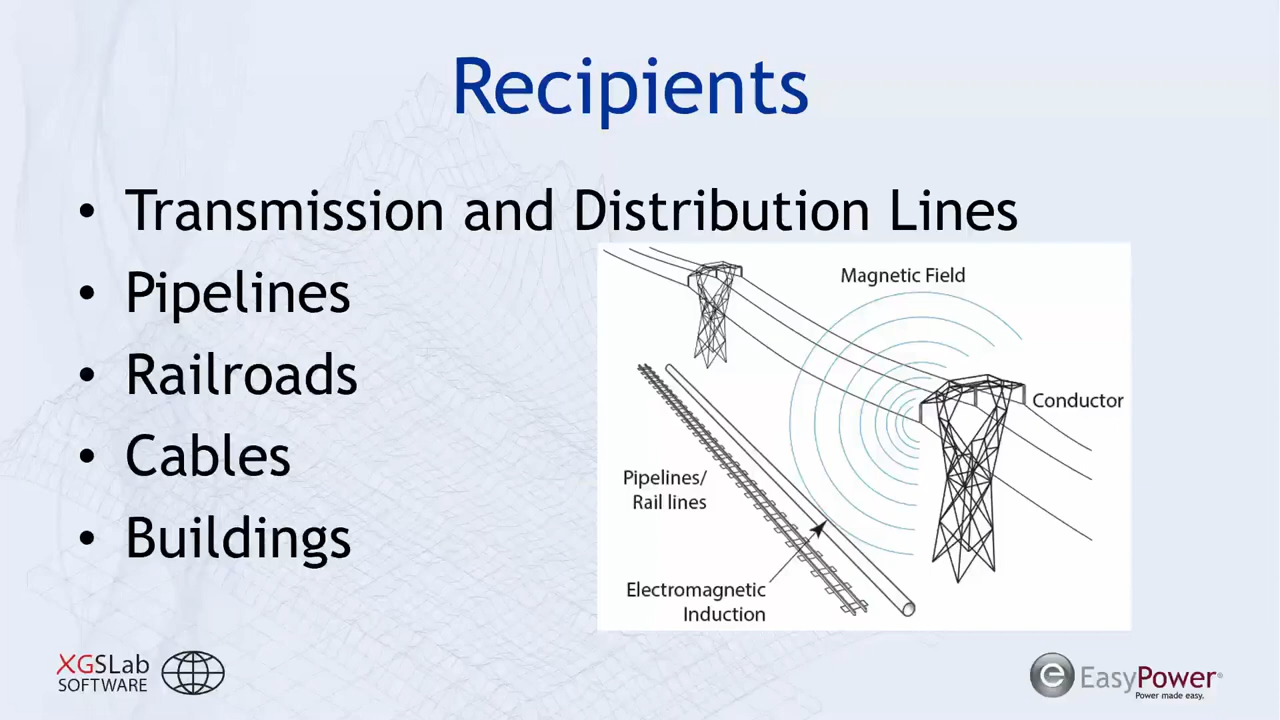 Recipients
• Transmission and Distribution Lines
• Pipelines
• Railroads
• Cables
• Buildings
Magnetic Field
Conductor
Pipelines/
Rail lines
Electromagnetic
Induction
XGSLab
SOFTWARE
e EasyPower®
Power made easy.